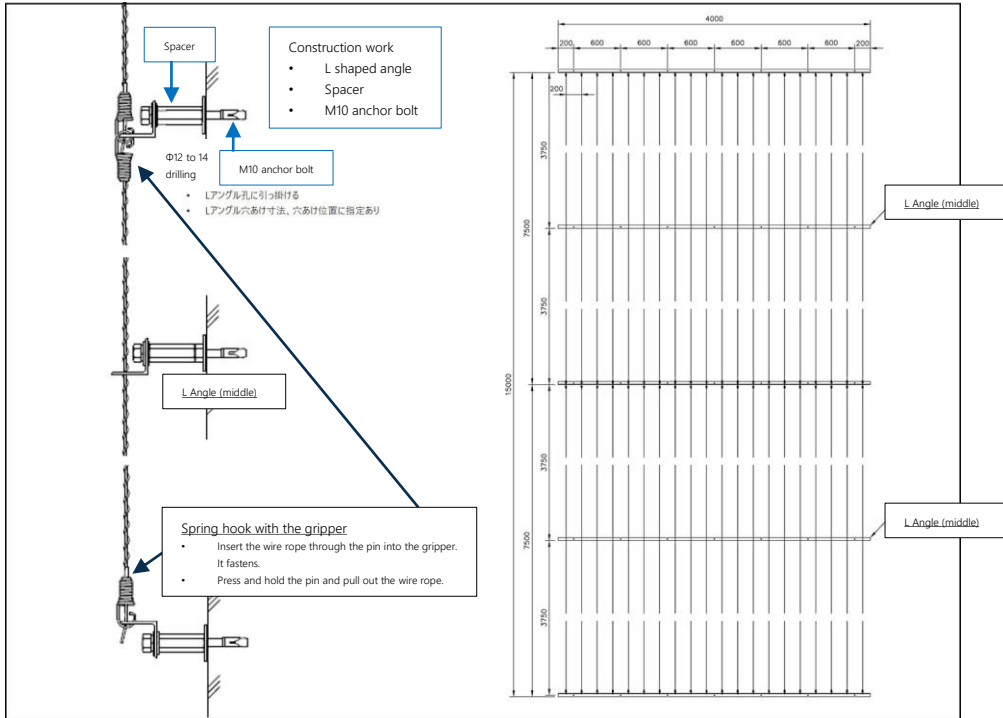 Spacer
Construction work
• L shaped angle
• Spacer
• M10 anchor bolt
Φ12 to 14
drilling
M10 anchor bolt
• Lアングル孔に引っ掛ける
• Lアングル穴あけ寸法、穴あけ位置に指定あり
L Angle (middle)
Spring hook with the gripper
• Insert the wire rope through the pin into the gripper.
It fastens.
• Press and hold the pin and pull out the wire rope.
4000
200 600 600 600 600 600 600 200
200
3750
7500
3750
15000
3750
7500
3750
L Angle (middle)
L Angle (middle)